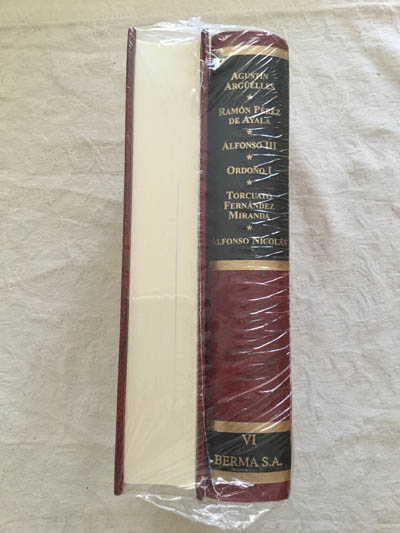 AGUSTÍN
ARGÜELLES
*
RAMÓN PÉREZ
DE AYALA
*
ALFONSO III
*
ORDOÑO I
*
TORCUATO
FERNÁNDEZ
MIRANDA
*
ALFONSO NICOLÁS
VI
BERMA S.A.